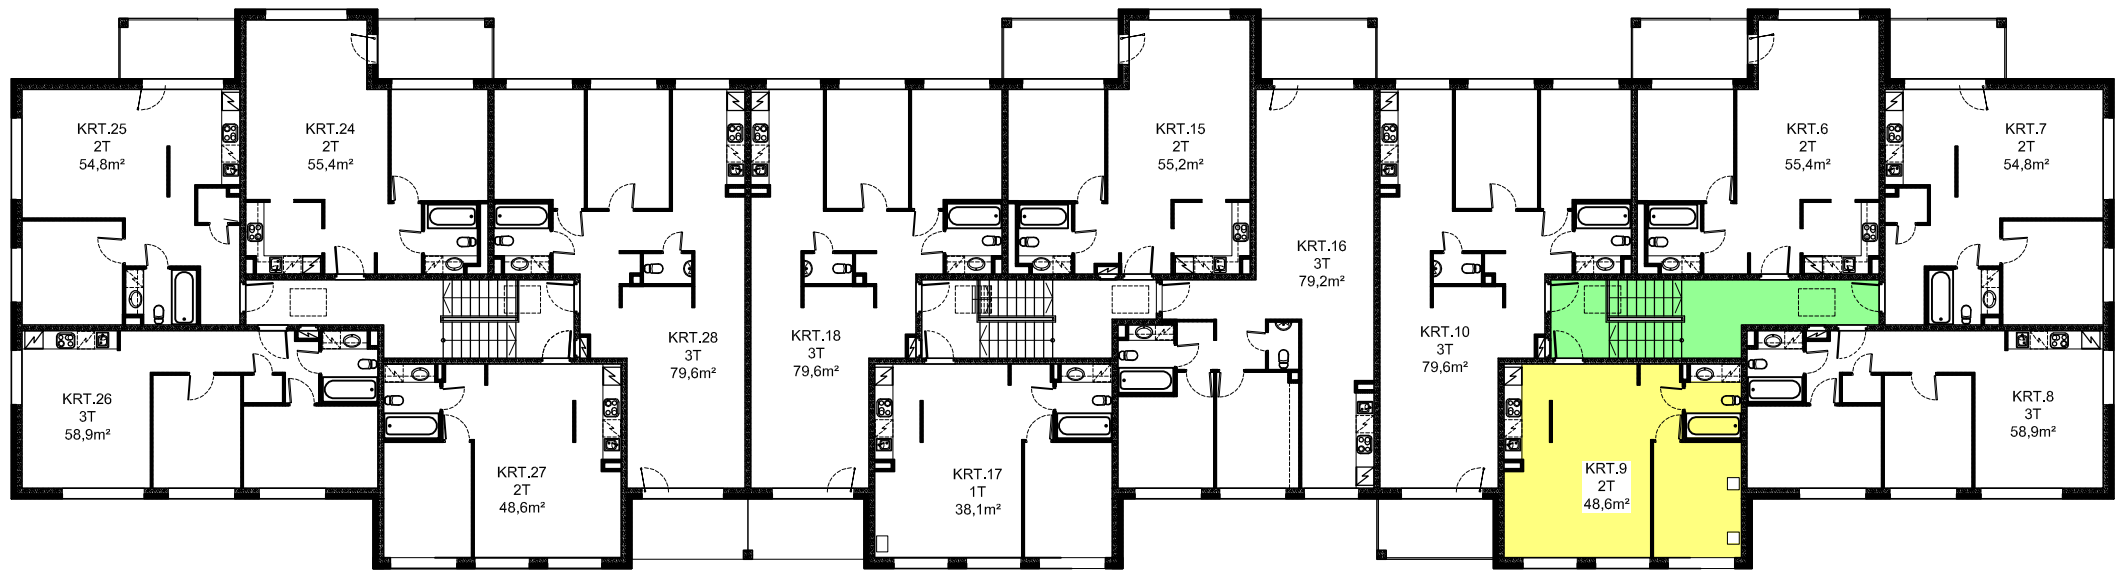 KRT.25
2T
54,8m²
KRT.24
2T
55,4m²
KRT.15
2T
55,2m²
KRT.6
2T
55,4m²
KRT.7
2T
54,8m²
KRT.16
3T
79,2m²
KRT.28
3T
79,6m²
KRT.18
3T
79,6m²
KRT.10
3T
79,6m²
KRT.26
3T
58,9m²
KRT.8
3T
58,9m²
KRT.27
2T
48,6m²
KRT.17
1T
38,1m²
KRT.9
2T
48,6m²